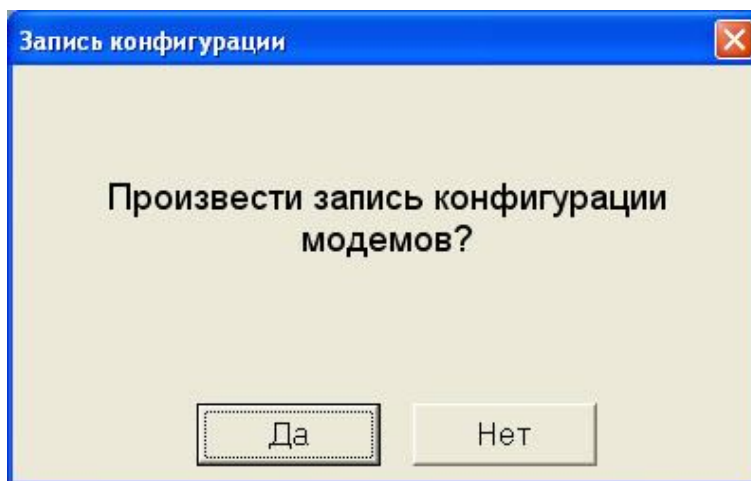 Запись конфигурации
Произвести запись конфигурации
модемов?
Да
Нет